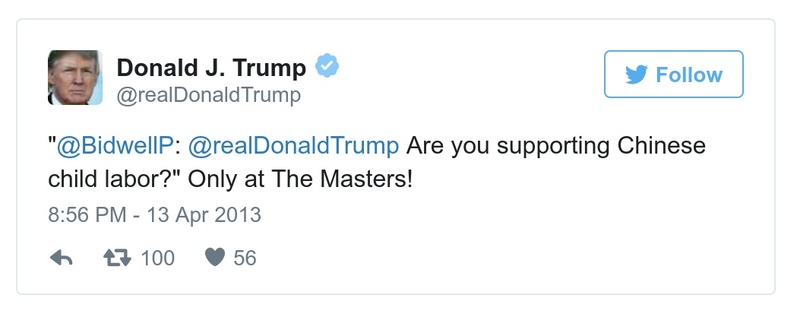 Donald J. Trump
@realDonaldTrump
Follow
"@BidwellP: @realDonaldTrump Are you supporting Chinese
child labor?" Only at The Masters!
8:56 PM - 13 Apr 2013
100 56